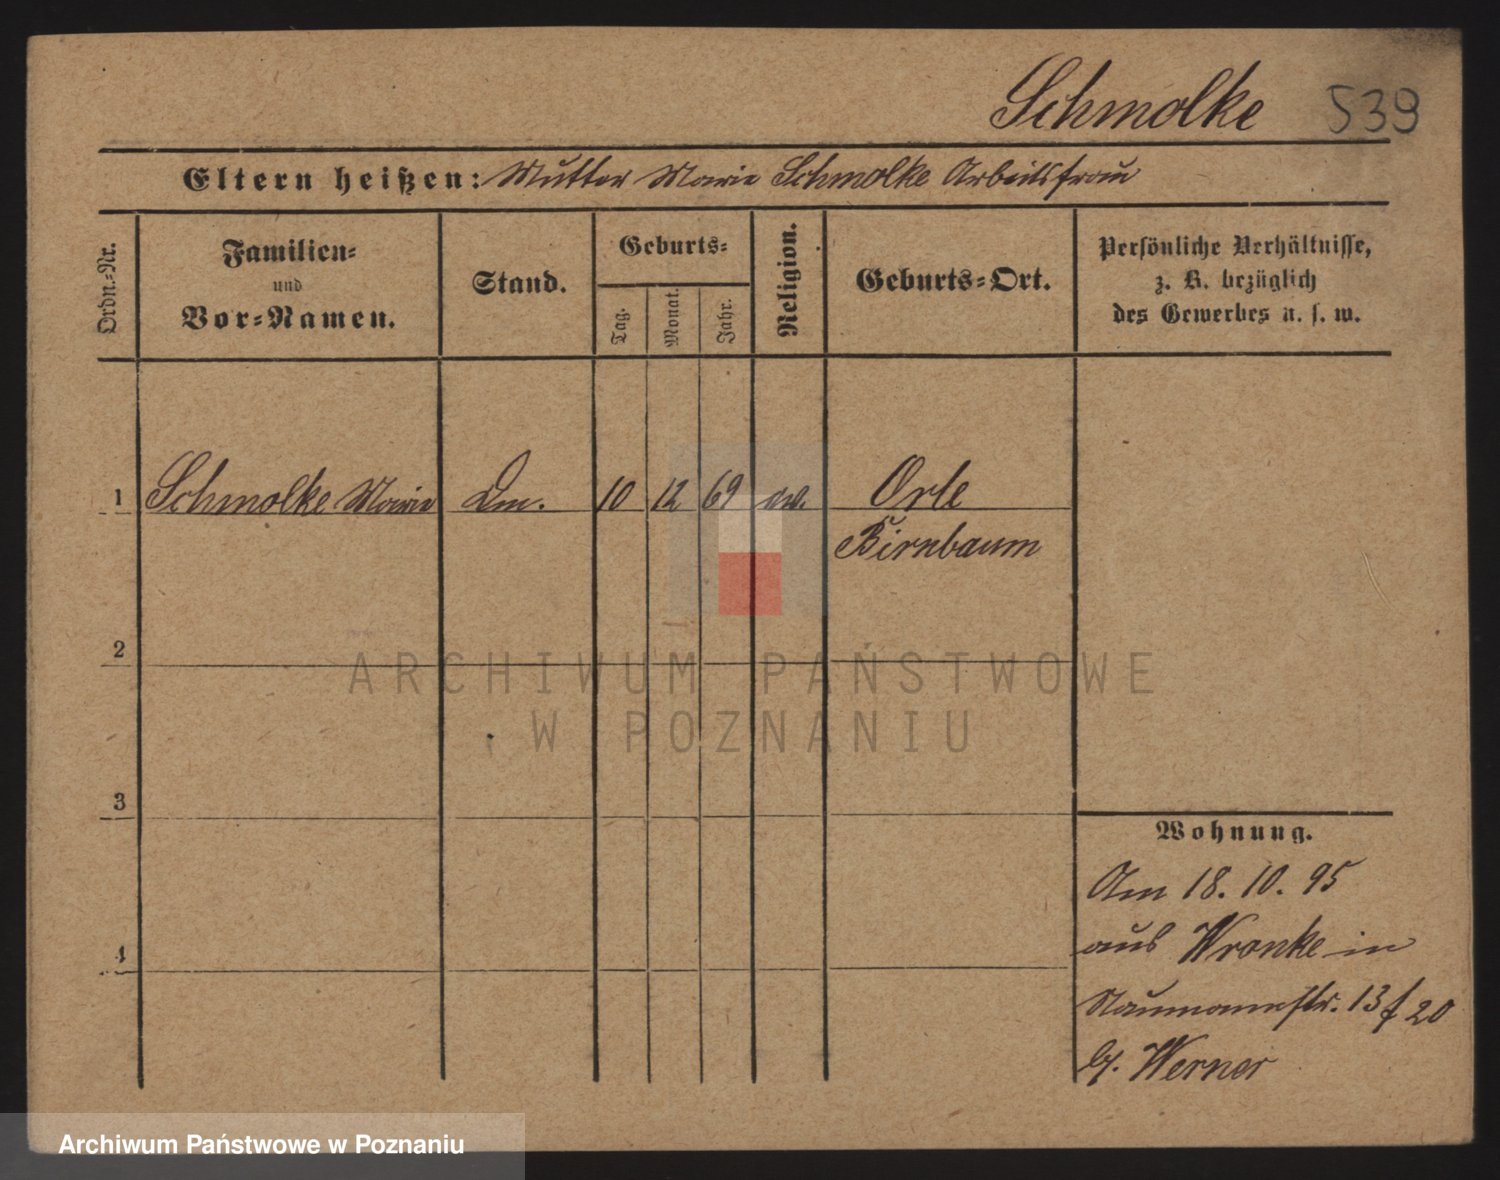 Schmolke 539
Eltern heißen: Mutter Marie Schmolke Arbeitsfrau
Ordn.-Nr.
Familien-
und
Vor-Namen.
Stand.
Geburts-
Tag.
Monat.
Jahr.
Religion.
Geburts-Ort.
Persönliche Verhältnisse,
z. B. bezüglich
des Gewerbes u. s. w.
1 Schmolke Marie Dm. 10 12 69 ev. Orle
Birnbaum
2
3
4
Wohnung.
Am 18. 10. 95
aus Wronke in
Naumannstr. 13 f 20
b/. Werner
ARCHIWUM PAŃSTWOWE
W POZNANIU
Archiwum Państwowe w Poznaniu